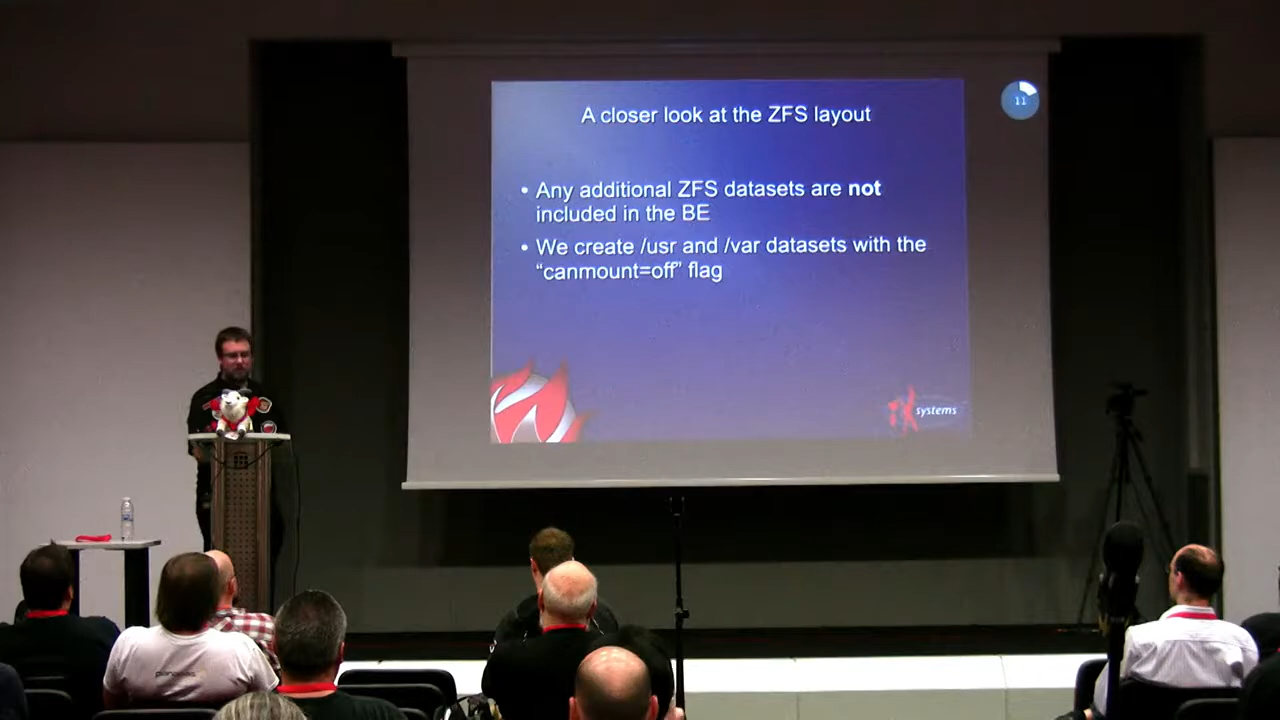 A closer look at the ZFS layout
11
• Any additional ZFS datasets are not
included in the BE
• We create /usr and /var datasets with the
“canmount=off” flag
iX systems